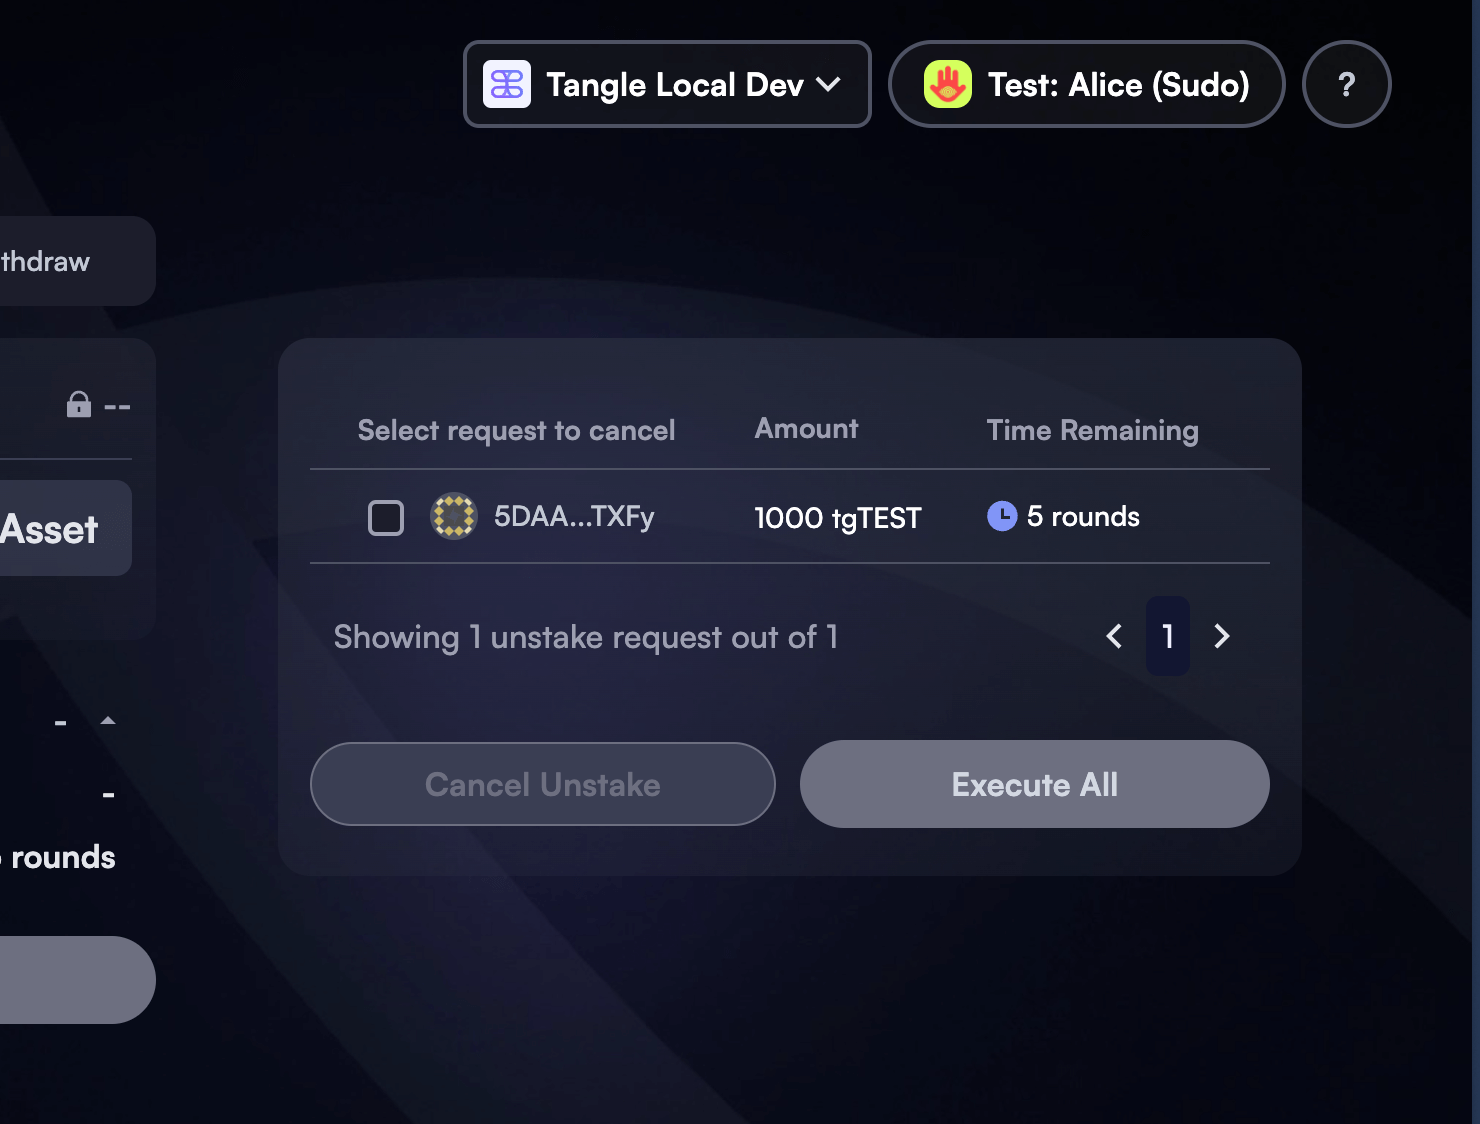 Tangle Local Dev
Test: Alice (Sudo)
?
thdraw
--
Asset
-
-
rounds
Select request to cancel Amount Time Remaining
5DAA...TXFy 1000 tgTEST 5 rounds
Showing 1 unstake request out of 1
< 1 >
Cancel Unstake
Execute All